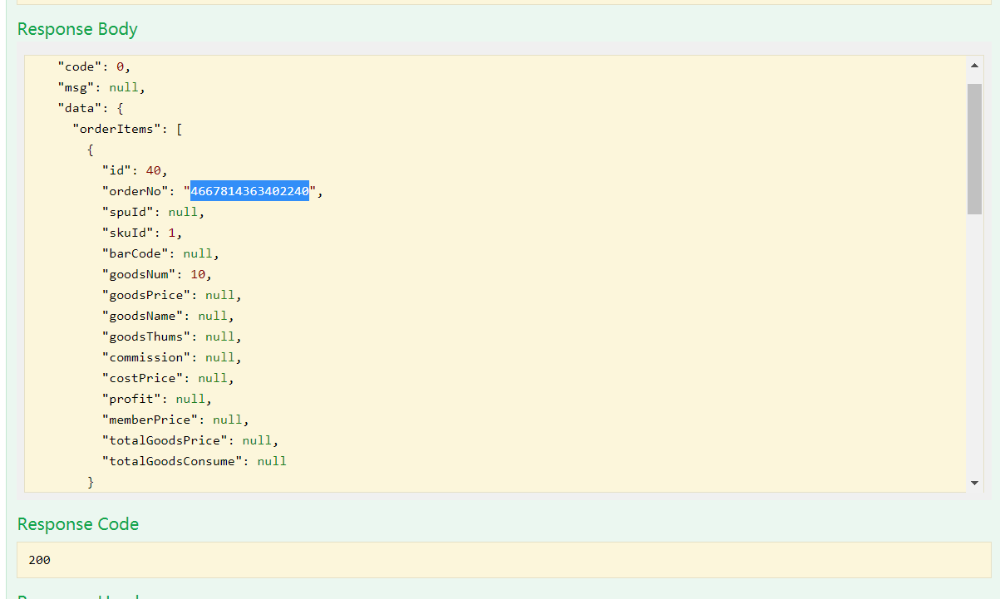 Response Body
"code": 0,
"msg": null,
"data": {
"orderItems": [
{
"id": 40,
"orderNo": "4667814363402240",
"spuId": null,
"skuId": 1,
"barCode": null,
"goodsNum": 10,
"goodsPrice": null,
"goodsName": null,
"goodsThums": null,
"commission": null,
"costPrice": null,
"profit": null,
"memberPrice": null,
"totalGoodsPrice": null,
"totalGoodsConsume": null
}
Response Code
200